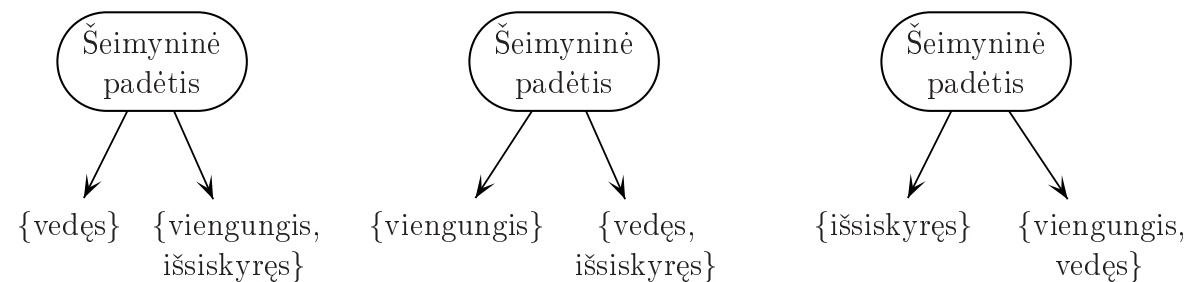 Šeimyninė
padėtis
{vedęs}
{viengungis,
išsiskyręs}
Šeimyninė
padėtis
{viengungis}
{vedęs,
išsiskyręs}
Šeimyninė
padėtis
{išsiskyręs}
{viengungis,
vedęs}